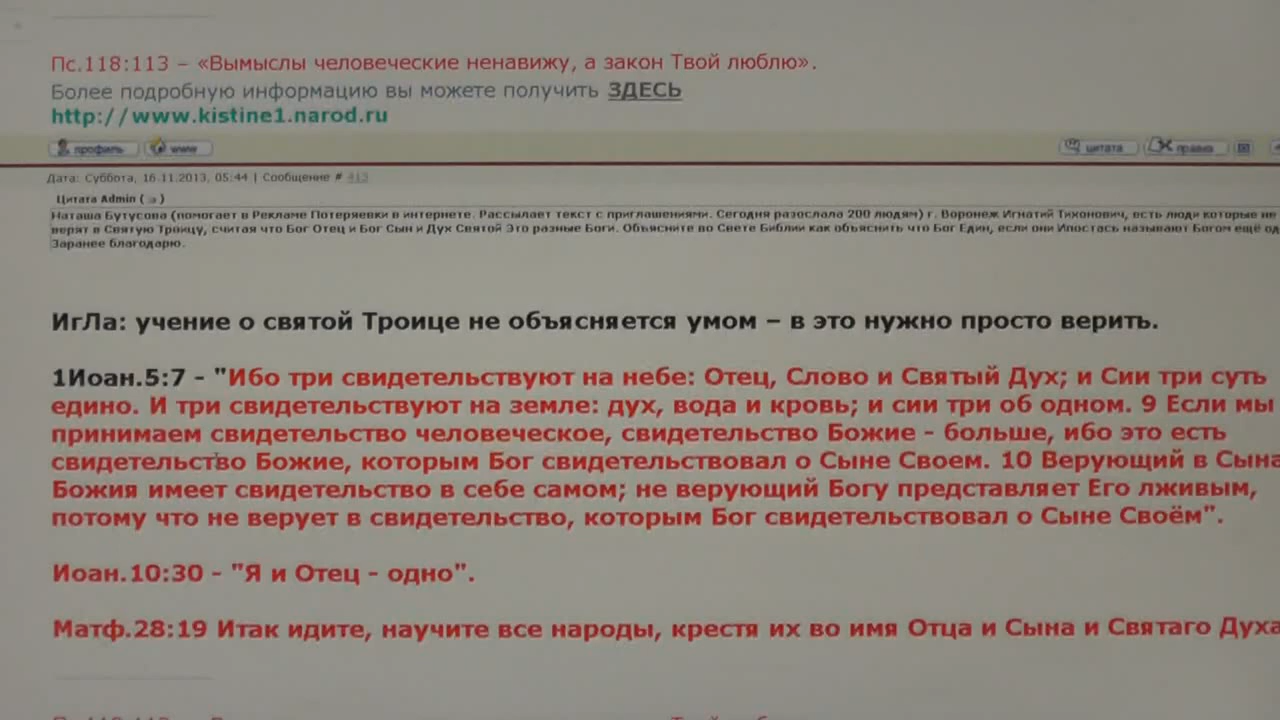 Пс.118:113 – «Вымыслы человеческие ненавижу, а закон Твой люблю».
Более подробную информацию вы можете получить ЗДЕСЬ
http://www.kistine1.narod.ru
профиль www цитата правка
Дата: Суббота, 16.11.2013, 05:44 | Сообщение # 413
Цитата Admin ( )
Наташа Бутусова (помогает в Рекламе Потеряевки в интернете. Рассылает текст с приглашениями. Сегодня разослала 200 людям) г. Воронеж Игнатий Тихонович, есть люди которые не
верят в Святую Троицу, считая что Бог Отец и Бог Сын и Дух Святой Это разные Боги. Объясните во Свете Библии как объяснить что Бог Един, если они Ипостась называют Богом ещё од
Заранее благодарю.
ИгЛа: учение о святой Троице не объясняется умом – в это нужно просто верить.
1Иоан.5:7 - "Ибо три свидетельствуют на небе: Отец, Слово и Святый Дух; и Сии три суть
едино. И три свидетельствуют на земле: дух, вода и кровь; и сии три об одном. 9 Если мы
принимаем свидетельство человеческое, свидетельство Божие - больше, ибо это есть
свидетельство Божие, которым Бог свидетельствовал о Сыне Своем. 10 Верующий в Сына
Божия имеет свидетельство в себе самом; не верующий Богу представляет Его лживым,
потому что не верует в свидетельство, которым Бог свидетельствовал о Сыне Своём".
Иоан.10:30 - "Я и Отец - одно".
Матф.28:19 Итак идите, научите все народы, крестя их во имя Отца и Сына и Святаго Духа